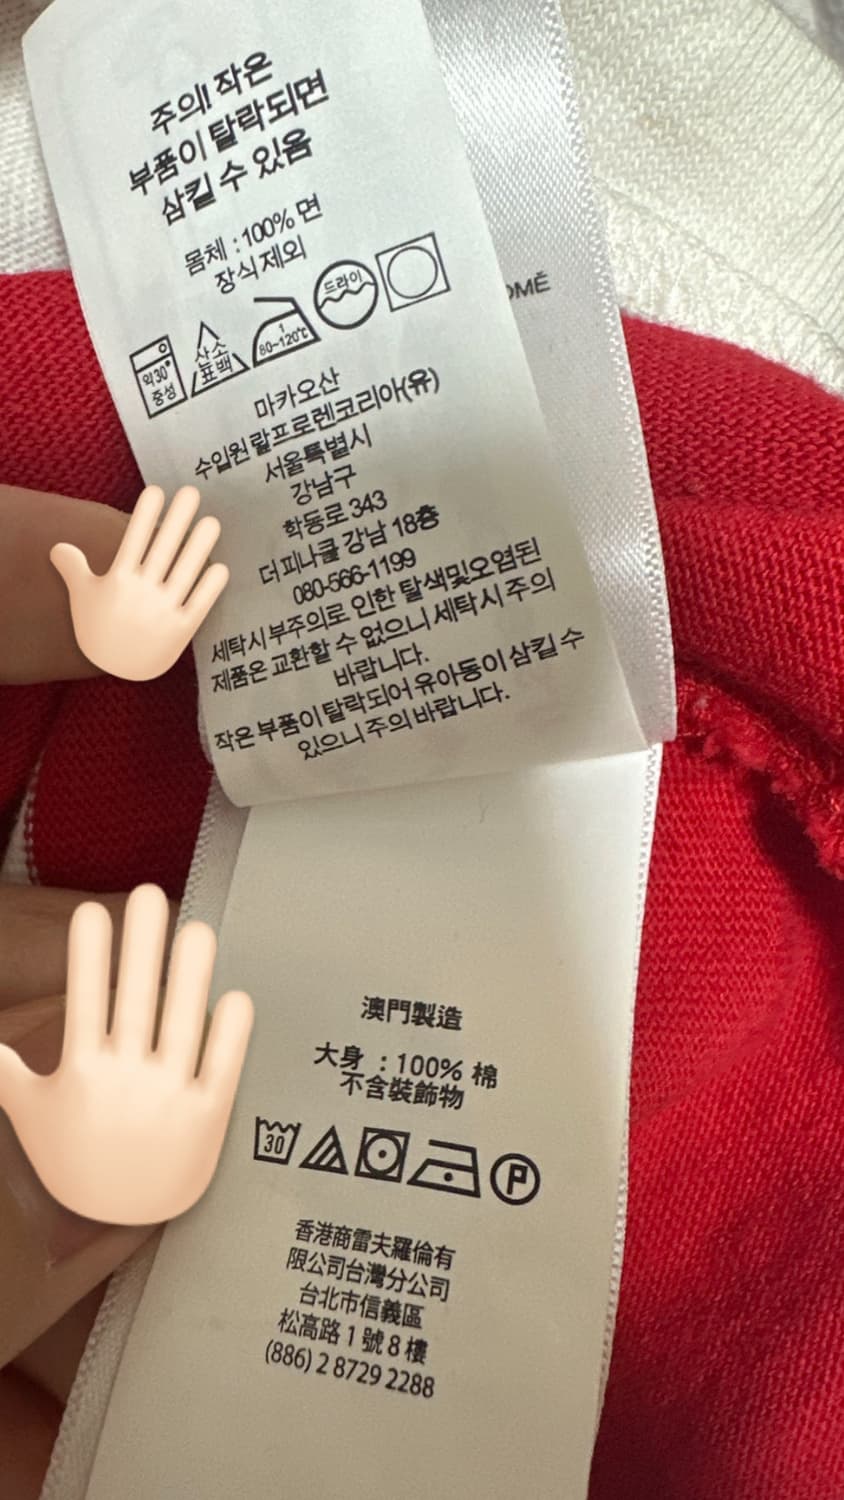 주의! 작은
부품이 탈락되면
삼킬 수 있음
몸체 : 100% 면
장식 제외
약30°
중성
산소
표백
1
80~120℃
드라이
마카오산
수입원 랄프로렌코리아(유)
서울특별시
강남구
학동로 343
더 피나클 강남 18층
080-566-1199
세탁시 부주의로 인한 탈색및오염된
제품은 교환할 수 없으니 세탁시 주의
바랍니다.
작은 부품이 탈락되어 유아동이 삼킬 수
있으니 주의 바랍니다.
澳門製造
大身 : 100% 棉
不含裝飾物
30
P
香港商雷夫羅倫有
限公司台灣分公司
台北市信義區
松高路 1 號 8 樓
(886) 2 8729 2288